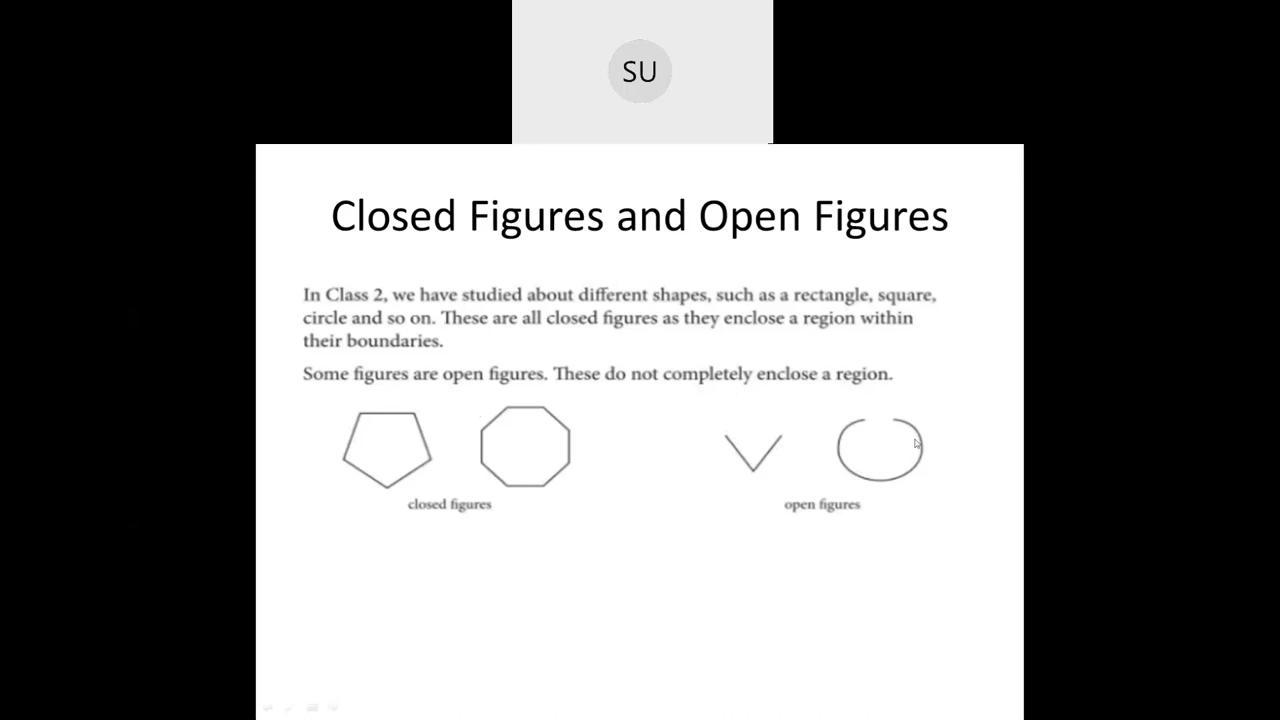 SU
Closed Figures and Open Figures
In Class 2, we have studied about different shapes, such as a rectangle, square,
circle and so on. These are all closed figures as they enclose a region within
their boundaries.
Some figures are open figures. These do not completely enclose a region.
closed figures
open figures